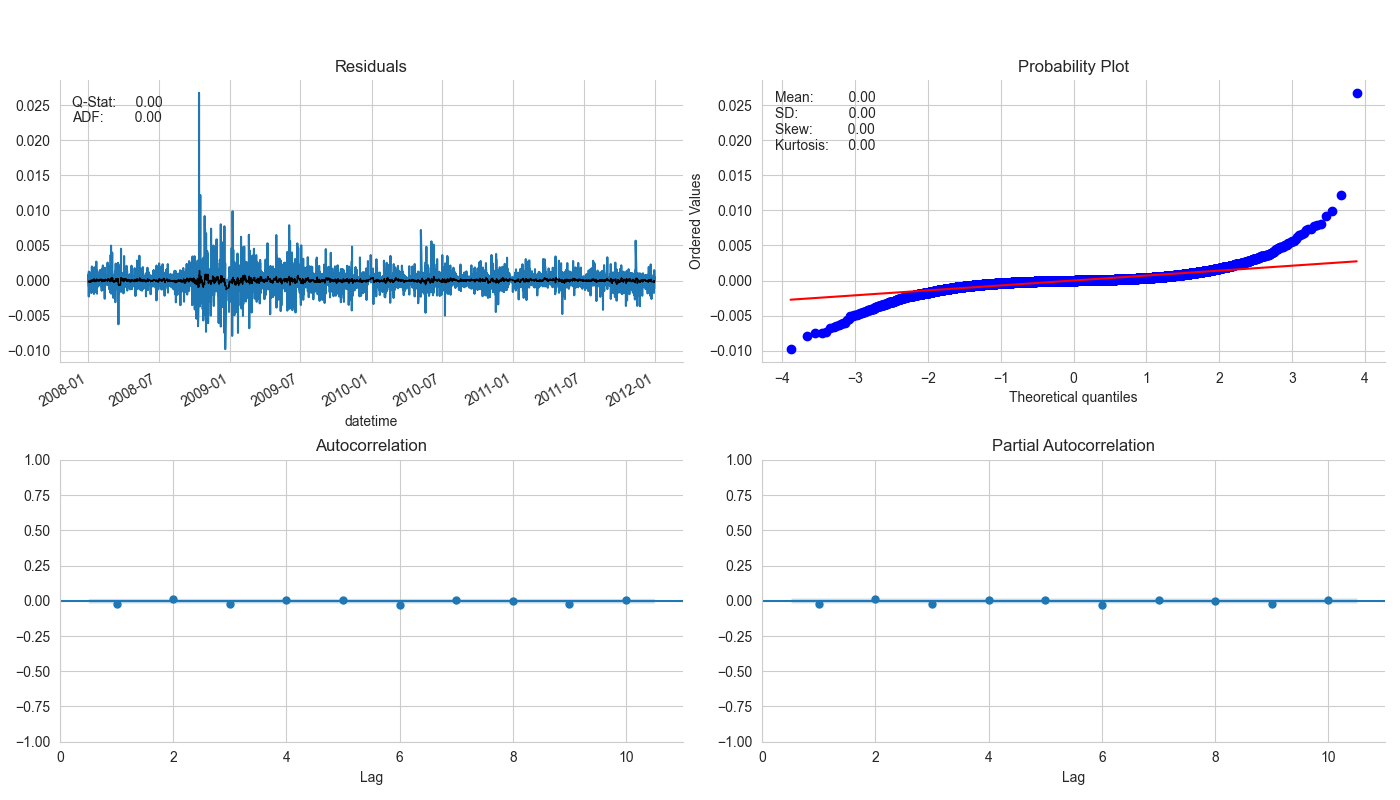 Residuals
Q-Stat: 0.00
ADF: 0.00
0.025
0.020
0.015
0.010
0.005
0.000
−0.005
−0.010
2008-01 2008-07 2009-01 2009-07 2010-01 2010-07 2011-01 2011-07 2012-01
datetime
Probability Plot
Mean: 0.00
SD: 0.00
Skew: 0.00
Kurtosis: 0.00
Ordered Values
0.025
0.020
0.015
0.010
0.005
0.000
−0.005
−0.010
−4 −3 −2 −1 0 1 2 3 4
Theoretical quantiles
Autocorrelation
1.00
0.75
0.50
0.25
0.00
−0.25
−0.50
−0.75
−1.00
0 2 4 6 8 10
Lag
Partial Autocorrelation
1.00
0.75
0.50
0.25
0.00
−0.25
−0.50
−0.75
−1.00
0 2 4 6 8 10
Lag